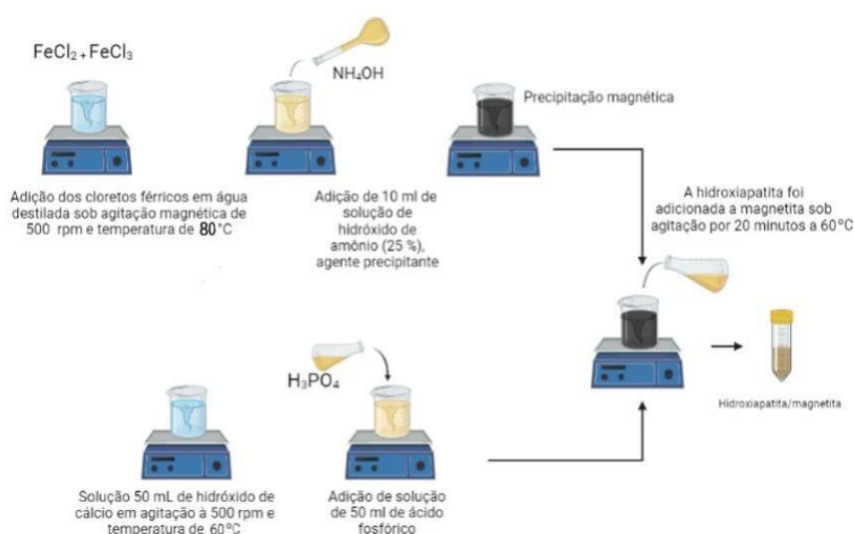 FeCl₂ + FeCl₃
NH₄OH
Precipitação magnética
Adição dos cloretos férricos em água
destilada sob agitação magnética de
500 rpm e temperatura de 80°C
Adição de 10 ml de
solução de
hidróxido de
amônio (25 %),
agente precipitante
A hidroxiapatita foi
adicionada a magnetita sob
agitação por 20 minutos a 60ºC
H₃PO₄
Hidroxiapatita/magnetita
Solução 50 mL de hidróxido de
cálcio em agitação à 500 rpm e
temperatura de 60ºC
Adição de solução
de 50 ml de ácido
fosfórico